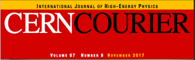 INTERNATIONAL JOURNAL OF HIGH-ENERGY PHYSICS
CERNCOURIER
VOLUME 57 NUMBER 9 NOVEMBER 2017